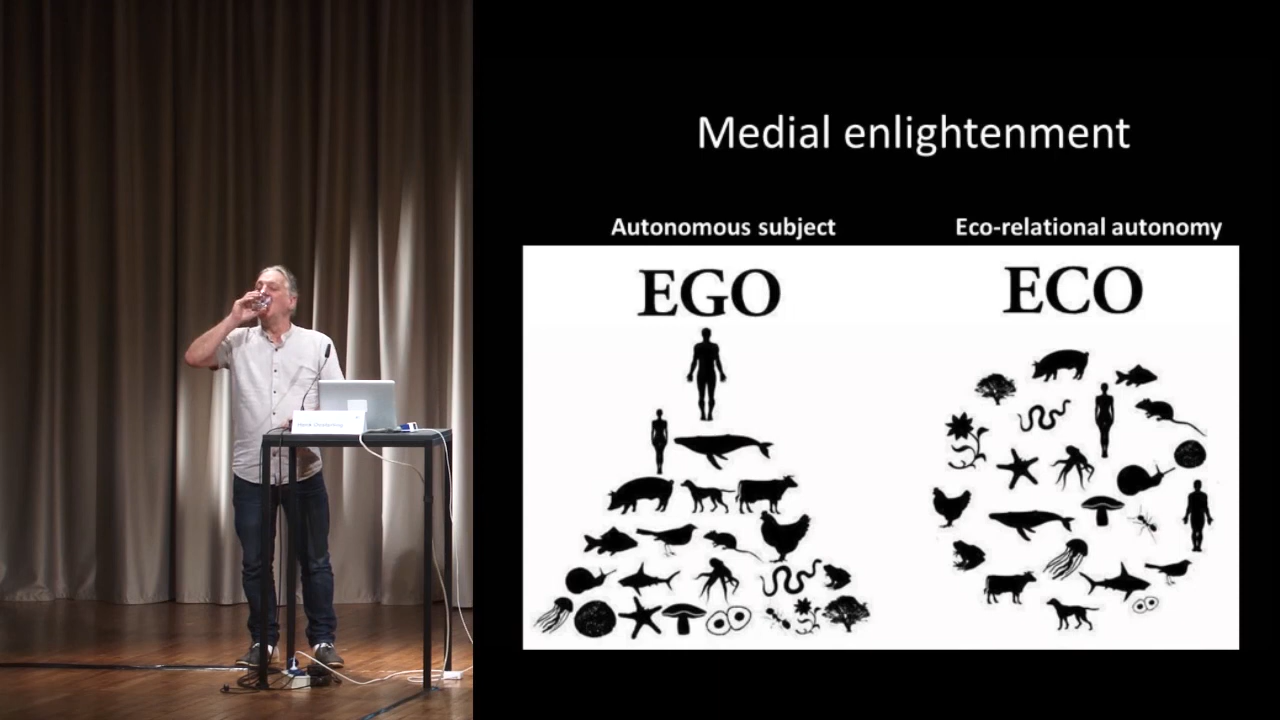 Medial enlightenment
Autonomous subject
Eco-relational autonomy
EGO
ECO